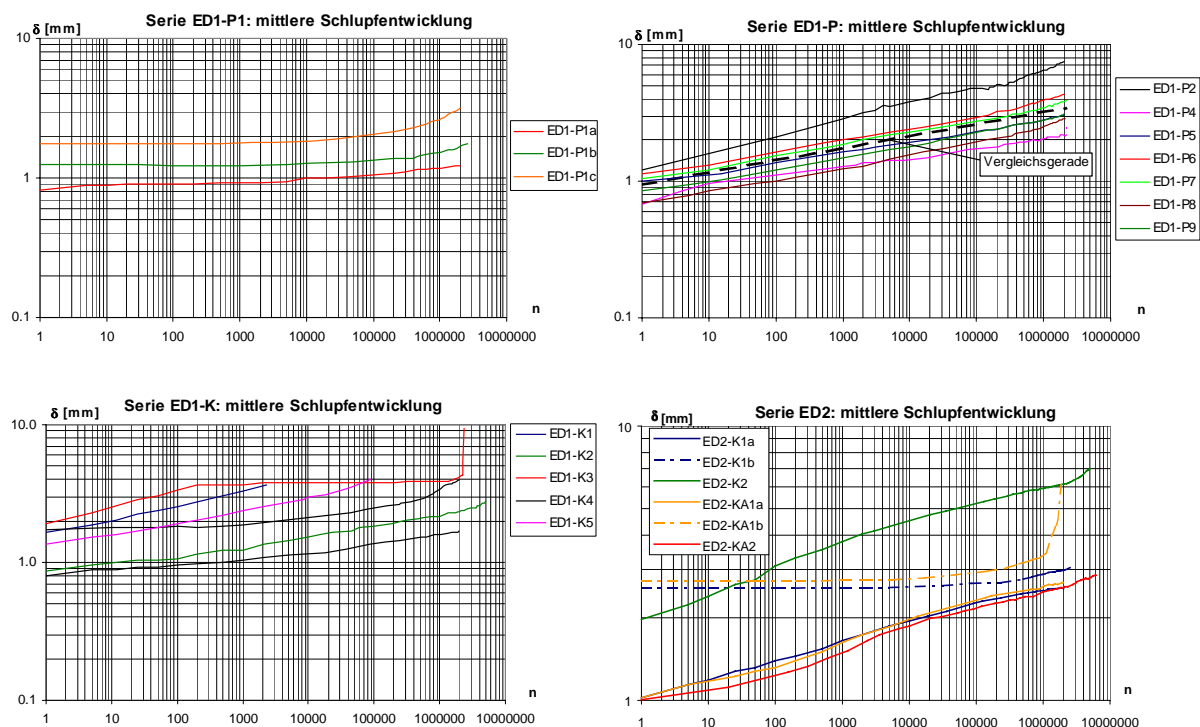 Serie ED1-P1: mittlere Schlupfentwicklung
δ [mm]
10
1
0.1
1 10 100 1000 10000 100000 1000000 10000000
n
ED1-P1a
ED1-P1b
ED1-P1c
Serie ED1-P: mittlere Schlupfentwicklung
δ [mm]
10
1
0.1
1 10 100 1000 10000 100000 1000000 10000000
n
Vergleichsgerade
ED1-P2
ED1-P4
ED1-P5
ED1-P6
ED1-P7
ED1-P8
ED1-P9
Serie ED1-K: mittlere Schlupfentwicklung
δ [mm]
10.0
1.0
0.1
1 10 100 1000 10000 100000 1000000 10000000
n
ED1-K1
ED1-K2
ED1-K3
ED1-K4
ED1-K5
Serie ED2: mittlere Schlupfentwicklung
δ [mm]
10
1
1 10 100 1000 10000 100000 1000000 10000000
n
ED2-K1a
ED2-K1b
ED2-K2
ED2-KA1a
ED2-KA1b
ED2-KA2